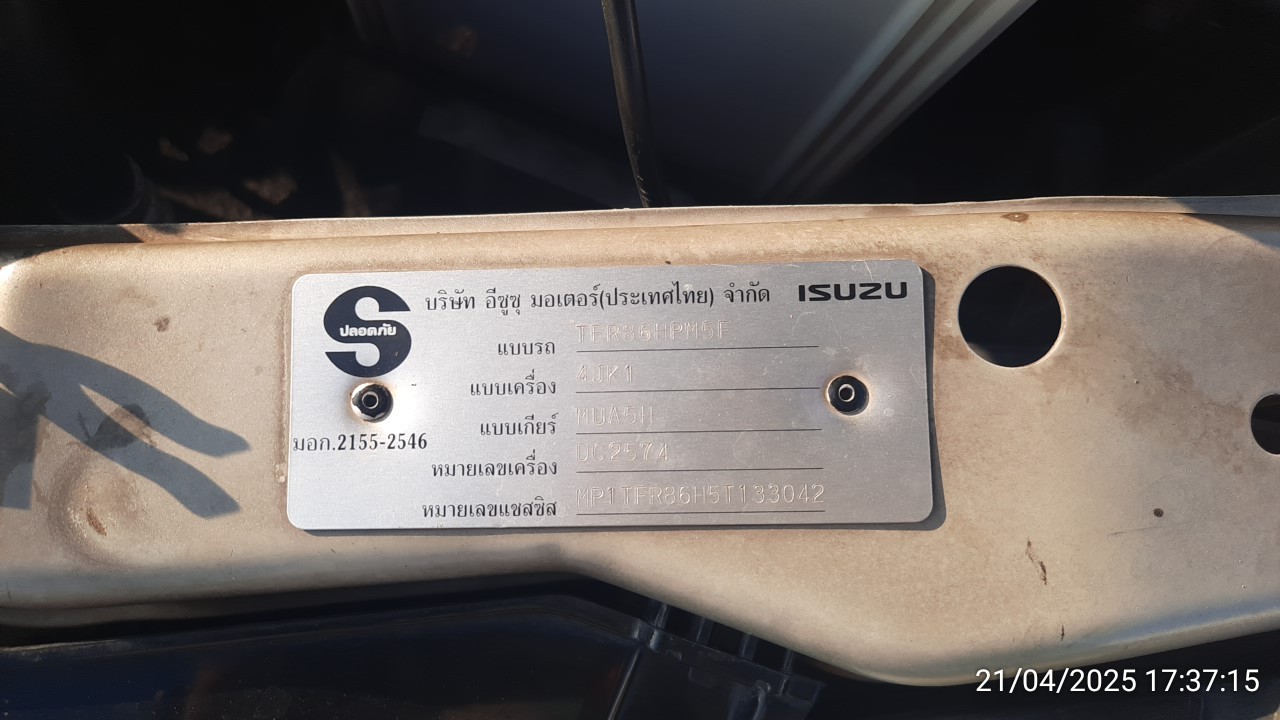 บริษัท อีซูซุ มอเตอร์(ประเทศไทย) จำกัด ISUZU
S
ปลอดภัย
แบบรถ TFR86HPM5F
แบบเครื่อง 4JK1
แบบเกียร์ MUA5H
มอก.2155-2546
หมายเลขเครื่อง DC2574
หมายเลขแชสซิส MP1TFR86H5T133042
21/04/2025 17:37:15